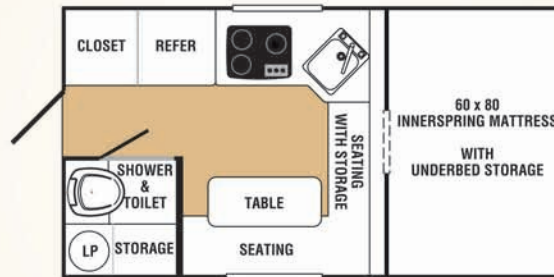 CLOSET
REFER
60 x 80
INNERSPRING MATTRESS
WITH
UNDERBED STORAGE
SEATING
WITH STORAGE
SHOWER
&
TOILET
TABLE
LP
STORAGE
SEATING